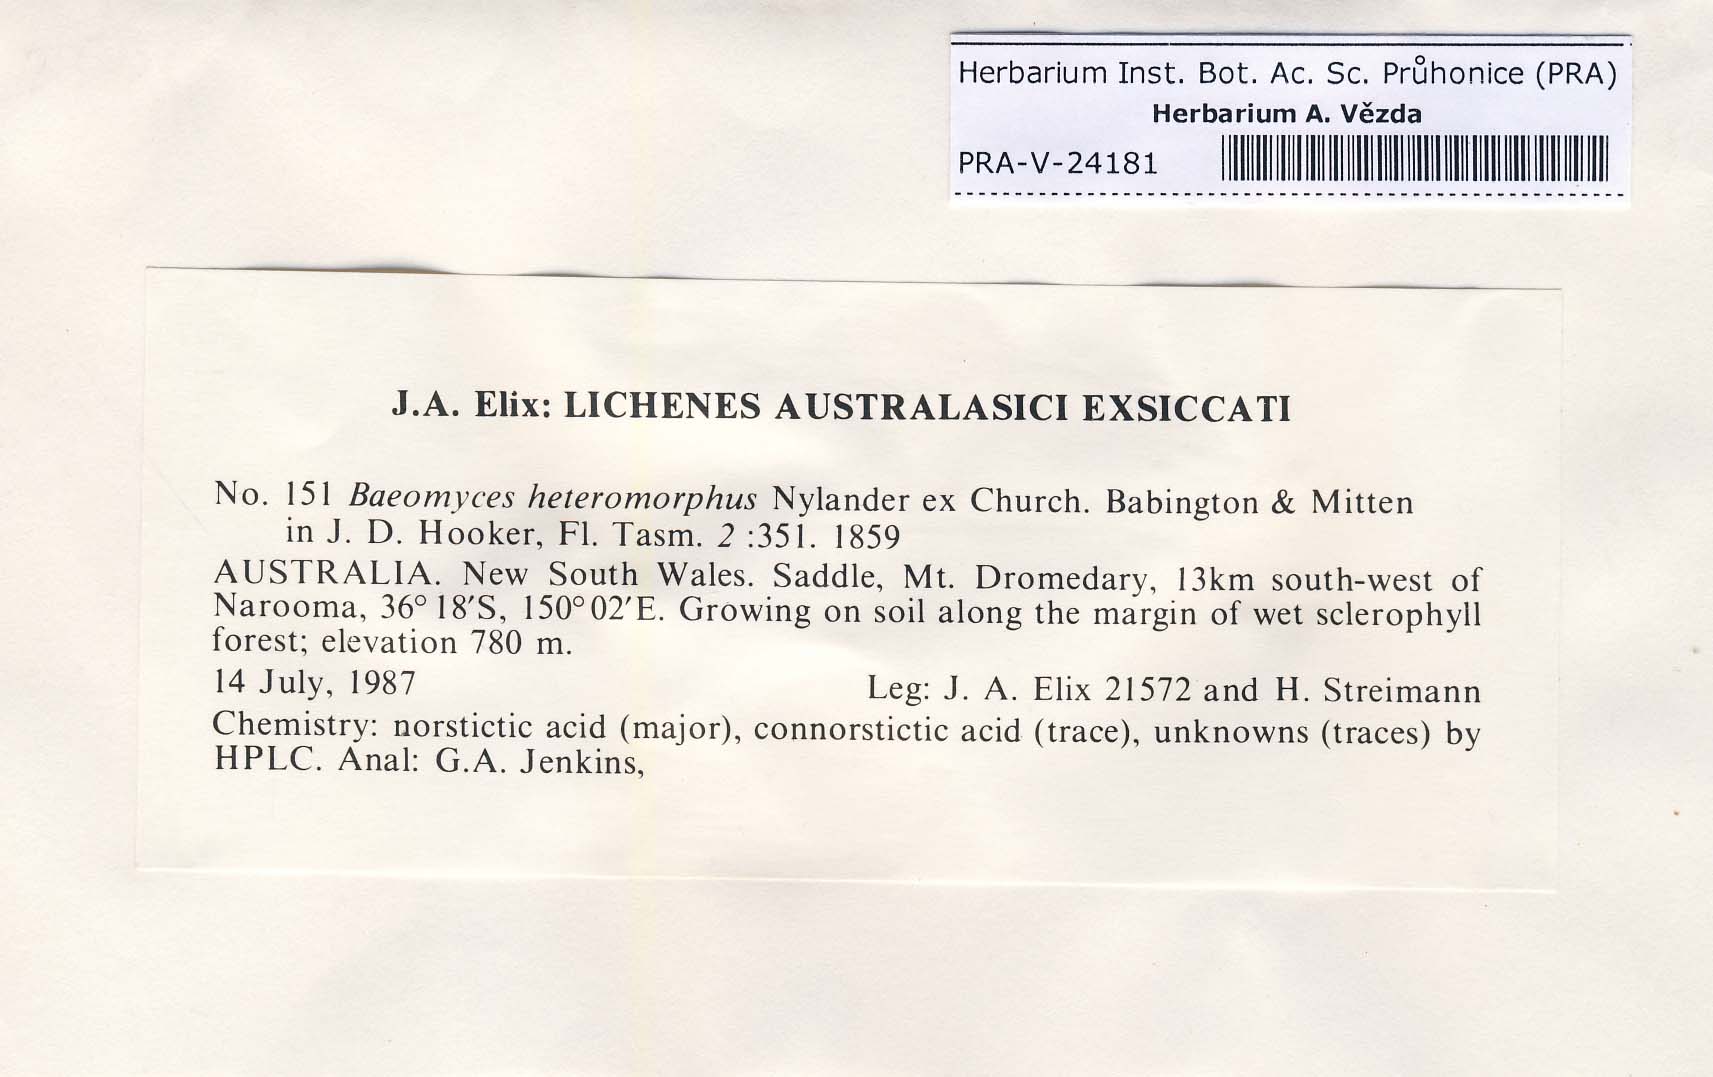 Herbarium Inst. Bot. Ac. Sc. Průhonice (PRA)
Herbarium A. Vězda
PRA-V-24181
J.A. Elix: LICHENES AUSTRALASICI EXSICCATI
No. 151 Baeomyces heteromorphus Nylander ex Church. Babington & Mitten
in J. D. Hooker, Fl. Tasm. 2 :351. 1859
AUSTRALIA. New South Wales. Saddle, Mt. Dromedary, 13km south-west of
Narooma, 36° 18′S, 150° 02′E. Growing on soil along the margin of wet sclerophyll
forest; elevation 780 m.
14 July, 1987 Leg: J. A. Elix 21572 and H. Streimann
Chemistry: norstictic acid (major), connorstictic acid (trace), unknowns (traces) by
HPLC. Anal: G.A. Jenkins,